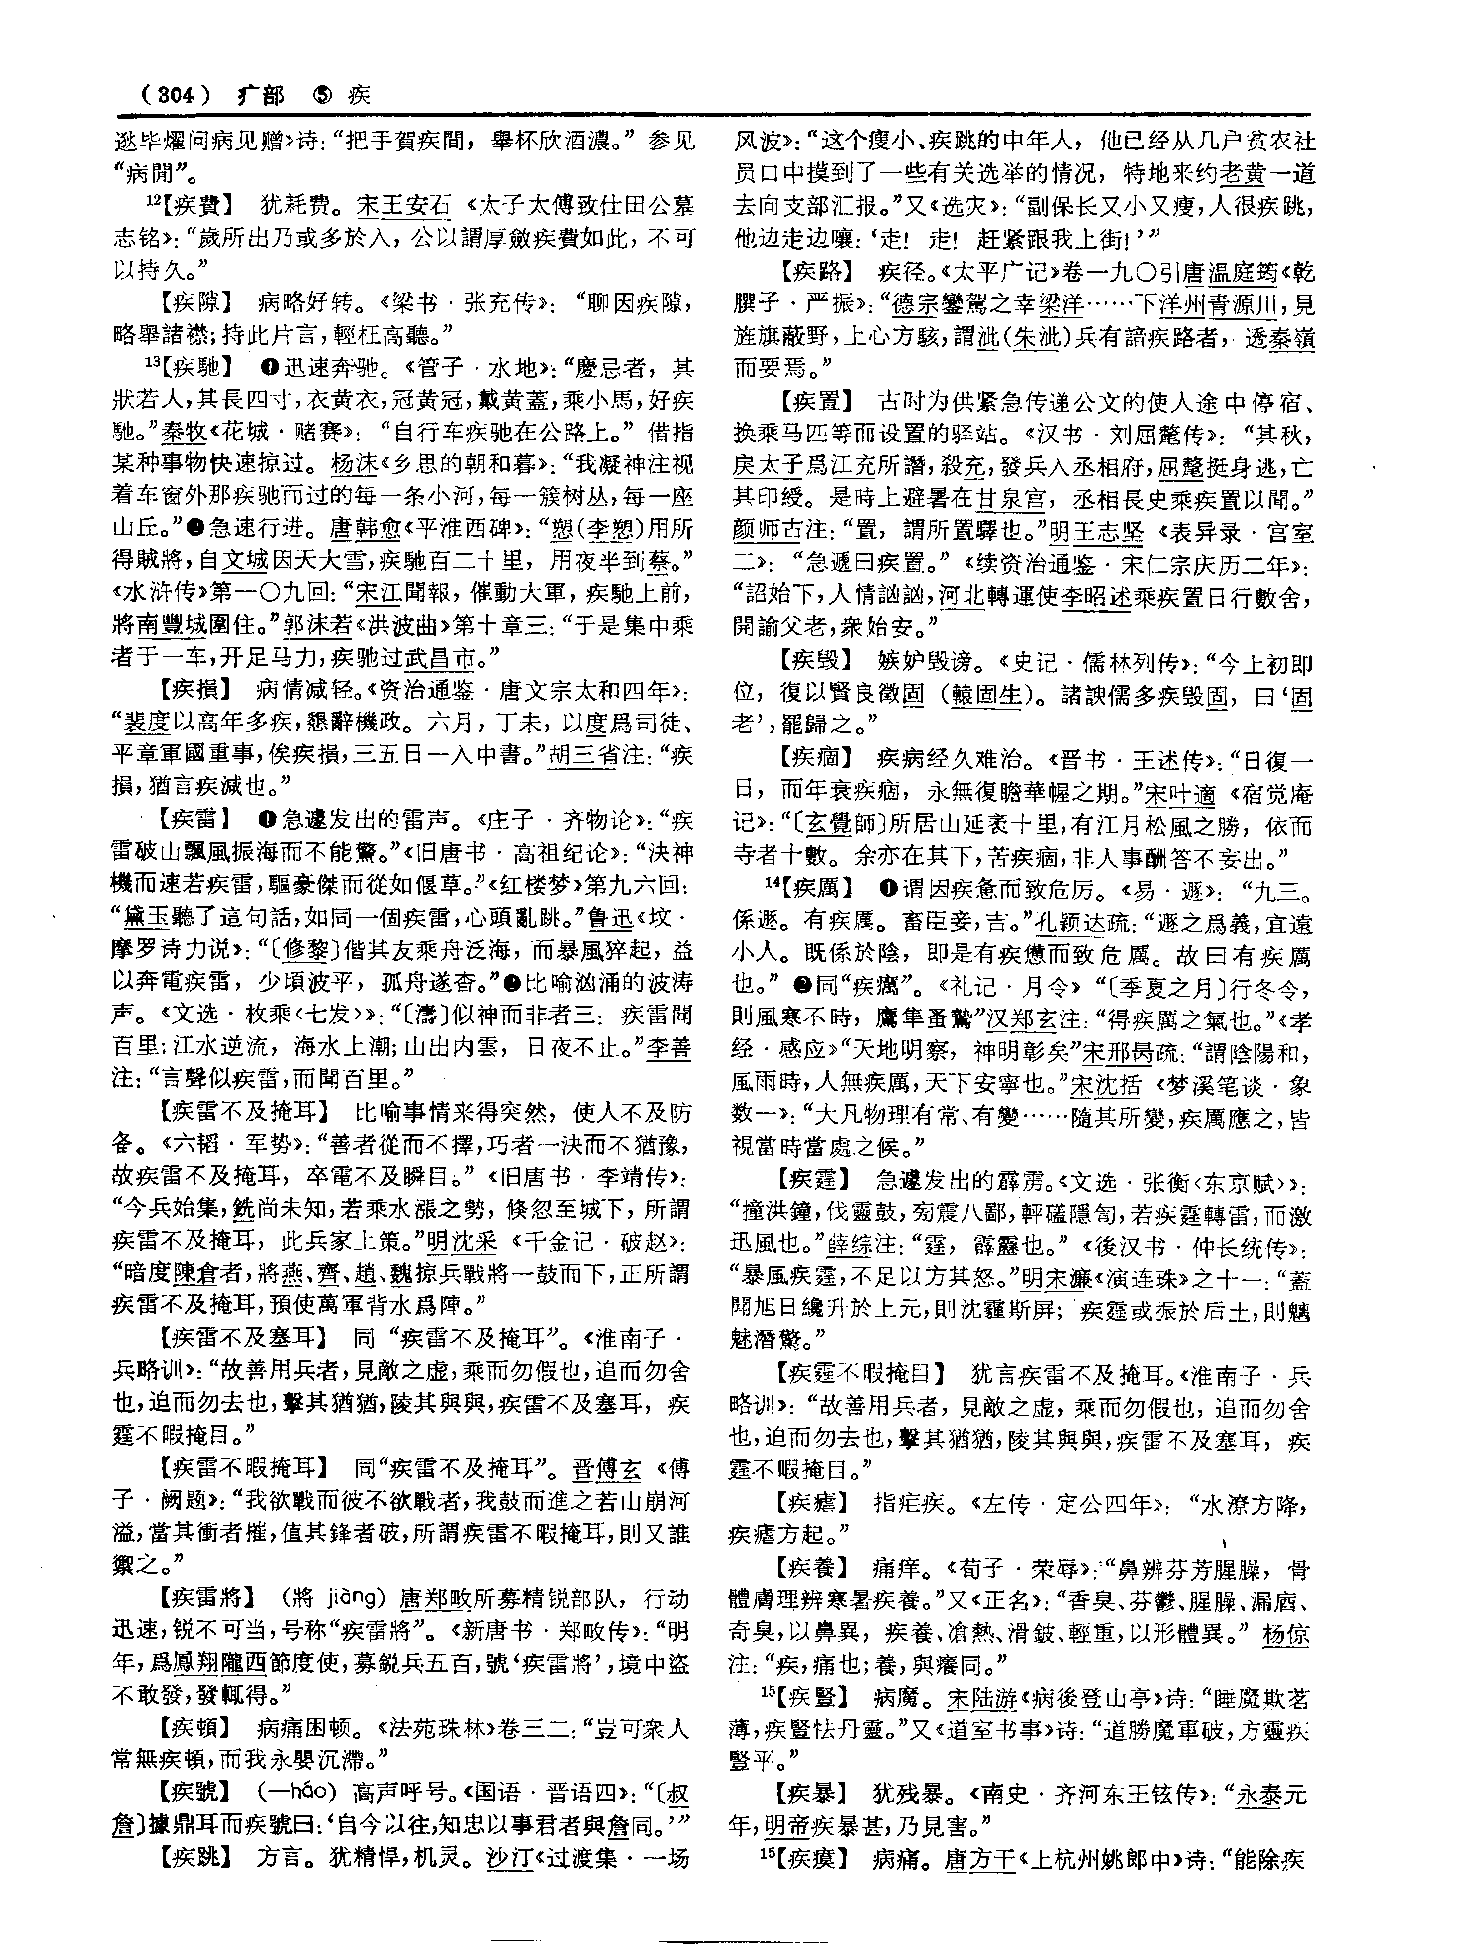 (304) 疒部 ⑤ 疾
逖毕燿问病见赠》诗：“把手賀疾間，舉杯欣酒濃。”参见
“病閒”。
12【疾費】 犹耗费。宋王安石《太子太傅致仕田公墓
志铭》：“歲所出乃或多於入，公以謂厚斂疾費如此，不可
以持久。”
【疾隙】 病略好转。《梁书·张充传》：“聊因疾隙，
略舉諸襟；持此片言，輕枉高聽。”
13【疾馳】 ❶迅速奔驰。《管子·水地》：“慶忌者，其
狀若人，其長四寸，衣黄衣，冠黄冠，戴黄蓋，乘小馬，好疾
馳。”秦牧《花城·赌赛》：“自行车疾驰在公路上。”借指
某种事物快速掠过。杨沫《乡思的朝和暮》：“我凝神注视
着车窗外那疾驰而过的每一条小河，每一簇树丛，每一座
山丘。”❷急速行进。唐韩愈《平淮西碑》：“愬(李愬)用所
得賊將，自文城因天大雪，疾馳百二十里，用夜半到蔡。”
《水浒传》第一〇九回：“宋江聞報，催動大軍，疾馳上前，
將南豐城圍住。”郭沫若《洪波曲》第十章三：“于是集中乘
者于一车，开足马力，疾驰过武昌市。”
【疾損】 病情减轻。《资治通鉴·唐文宗太和四年》：
“裴度以高年多疾，懇辭機政。六月，丁未，以度爲司徒、
平章軍國重事，俟疾損，三五日一入中書。”胡三省注：“疾
損，猶言疾減也。”
【疾雷】 ❶急遽发出的雷声。《庄子·齐物论》：“疾
雷破山飄風振海而不能驚。”《旧唐书·高祖纪论》：“決神
機而速若疾雷，驅豪傑而從如偃草。”《红楼梦》第九六回：
“黛玉聽了這句話，如同一個疾雷，心頭亂跳。”鲁迅《坟·
摩罗诗力说》：“〔修黎〕偕其友乘舟泛海，而暴風猝起，益
以奔電疾雷，少頃波平，孤舟遂杳。”❷比喻汹涌的波涛
声。《文选·枚乘〈七发〉》：“〔濤〕似神而非者三：疾雷聞
百里；江水逆流，海水上潮；山出内雲，日夜不止。”李善
注：“言聲似疾雷，而聞百里。”
【疾雷不及掩耳】 比喻事情来得突然，使人不及防
备。《六韬·军势》：“善者從而不擇，巧者一決而不猶豫，
故疾雷不及掩耳，卒電不及瞬目。”《旧唐书·李靖传》：
“今兵始集，銑尚未知，若乘水漲之勢，倏忽至城下，所謂
疾雷不及掩耳，此兵家上策。”明沈采《千金记·破赵》：
“暗度陳倉者，將燕、齊、趙、魏掠兵戰將一鼓而下，正所謂
疾雷不及掩耳，預使萬軍背水爲陣。”
【疾雷不及塞耳】 同“疾雷不及掩耳”。《淮南子·
兵略训》：“故善用兵者，見敵之虚，乘而勿假也，追而勿舍
也，迫而勿去也，擊其猶猶，陵其與與，疾雷不及塞耳，疾
霆不暇掩目。”
【疾雷不暇掩耳】 同“疾雷不及掩耳”。晋傅玄《傅
子·阙题》：“我欲戰而彼不欲戰者，我鼓而進之若山崩河
溢，當其衝者摧，值其鋒者破，所謂疾雷不暇掩耳，則又誰
禦之。”
【疾雷將】 (將 jiàng) 唐郑畋所募精锐部队，行动
迅速，锐不可当，号称“疾雷將”。《新唐书·郑畋传》：“明
年，爲鳳翔隴西節度使，募鋭兵五百，號‘疾雷將’，境中盜
不敢發，發輒得。”
【疾頓】 病痛困顿。《法苑珠林》卷三二：“豈可衆人
常無疾頓，而我永嬰沉滯。”
【疾號】 (—háo) 高声呼号。《国语·晋语四》：“〔叔
詹〕據鼎耳而疾號曰：‘自今以往，知忠以事君者與詹同。’”
【疾跳】 方言。犹精悍，机灵。沙汀《过渡集·一场
风波》：“这个瘦小、疾跳的中年人，他已经从几户贫农社
员口中摸到了一些有关选举的情况，特地来约老黄一道
去向支部汇报。”又《选灾》：“副保长又小又瘦，人很疾跳，
他边走边嚷：‘走！走！赶紧跟我上街！’”
【疾路】 疾径。《太平广记》卷一九〇引唐温庭筠《乾
𦠆子·严振》：“德宗鑾駕之幸梁洋……下洋州青源川，見
旌旗蔽野，上心方駭，謂泚(朱泚)兵有諳疾路者，透秦嶺
而要焉。”
【疾置】 古时为供紧急传递公文的使人途中停宿、
换乘马匹等而设置的驿站。《汉书·刘屈氂传》：“其秋，
戾太子爲江充所譖，殺充，發兵入丞相府，屈氂挺身逃，亡
其印綬。是時上避暑在甘泉宫，丞相長史乘疾置以聞。”
颜师古注：“置，謂所置驛也。”明王志坚《表异录·宫室
二》：“急遞曰疾置。”《续资治通鉴·宋仁宗庆历二年》：
“詔始下，人情訩訩，河北轉運使李昭述乘疾置日行數舍，
開諭父老，衆始安。”
【疾毁】 嫉妒毁谤。《史记·儒林列传》：“今上初即
位，復以賢良徵固（轅固生）。諸諛儒多疾毁固，曰‘固
老’，罷歸之。”
【疾痼】 疾病经久难治。《晋书·王述传》：“日復一
日，而年衰疾痼，永無復瞻華幄之期。”宋叶適《宿觉庵
记》：“〔玄覺師〕所居山延袤十里，有江月松風之勝，依而
寺者十數。余亦在其下，苦疾痼，非人事酬答不妄出。”
14【疾厲】 ❶谓因疾惫而致危厉。《易·遯》：“九三。
係遯。有疾厲。畜臣妾，吉。”孔颖达疏：“遯之爲義，宜遠
小人。既係於陰，即是有疾憊而致危厲。故曰有疾厲
也。”❷同“疾癘”。《礼记·月令》“〔季夏之月〕行冬令，
則風寒不時，鷹隼蚤鷙”汉郑玄注：“得疾厲之氣也。”《孝
经·感应》“天地明察，神明彰矣”宋邢昺疏：“謂陰陽和，
風雨時，人無疾厲，天下安寧也。”宋沈括《梦溪笔谈·象
数一》：“大凡物理有常、有變……隨其所變，疾厲應之，皆
視當時當處之候。”
【疾霆】 急遽发出的霹雳。《文选·张衡〈东京赋〉》：
“撞洪鐘，伐靈鼓，旁震八鄙，軯磕隱訇，若疾霆轉雷，而激
迅風也。”薛综注：“霆，霹靂也。”《後汉书·仲长统传》：
“暴風疾霆，不足以方其怒。”明宋濂《演连珠》之十一：“蓋
聞旭日纔升於上元，則沈霾斯屏；疾霆或振於后土，則魑
魅潛驚。”
【疾霆不暇掩目】 犹言疾雷不及掩耳。《淮南子·兵
略训》：“故善用兵者，見敵之虚，乘而勿假也，追而勿舍
也，迫而勿去也，擊其猶猶，陵其與與，疾雷不及塞耳，疾
霆不暇掩目。”
【疾瘧】 指疟疾。《左传·定公四年》：“水潦方降，
疾瘧方起。”
【疾養】 痛痒。《荀子·荣辱》：“鼻辨芬芳腥臊，骨
體膚理辨寒暑疾養。”又《正名》：“香臭、芬鬱、腥臊、漏庮、
奇臭，以鼻異，疾養、凔熱、滑鈹、輕重，以形體異。”杨倞
注：“疾，痛也；養，與癢同。”
15【疾豎】 病魔。宋陆游《病後登山亭》诗：“睡魔欺茗
薄，疾豎怯丹靈。”又《道室书事》诗：“道勝魔軍破，方靈疾
豎平。”
【疾暴】 犹残暴。《南史·齐河东王铉传》：“永泰元
年，明帝疾暴甚，乃見害。”
15【疾瘼】 病痛。唐方干《上杭州姚郎中》诗：“能除疾